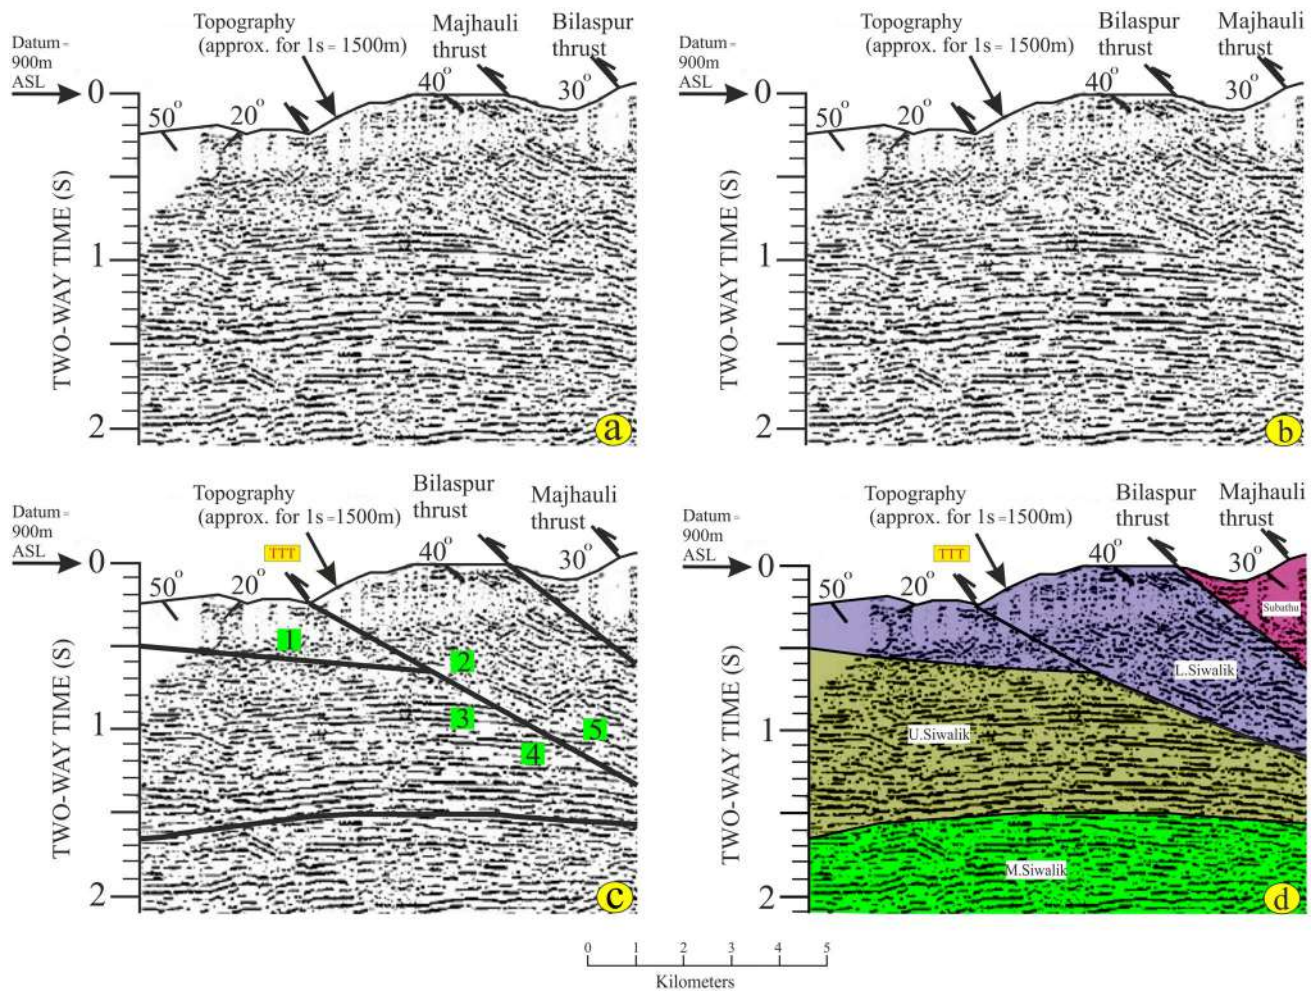 Topography
(approx. for 1s = 1500m)
Majhauli
thrust
Bilaspur
thrust
Datum =
900m
ASL
0
50°
20°
40°
30°
1
2
TWO-WAY TIME (S)
a
Topography
(approx. for 1s = 1500m)
Bilaspur
thrust
Majhauli
thrust
Datum =
900m
ASL
0
50°
20°
40°
30°
1
2
TWO-WAY TIME (S)
b
Topography
(approx. for 1s =1500m)
Bilaspur
thrust
Majhauli
thrust
Datum =
900m
ASL
0
TTT
50°
20°
40°
30°
1
2
3
4
5
1
2
TWO-WAY TIME (S)
c
Topography
(approx. for 1s =1500m)
Bilaspur
thrust
Majhauli
thrust
Datum =
900m
ASL
0
TTT
50°
20°
40°
30°
Subathu
L.Siwalik
U.Siwalik
M.Siwalik
1
2
TWO-WAY TIME (S)
d
0 1 2 3 4 5
Kilometers